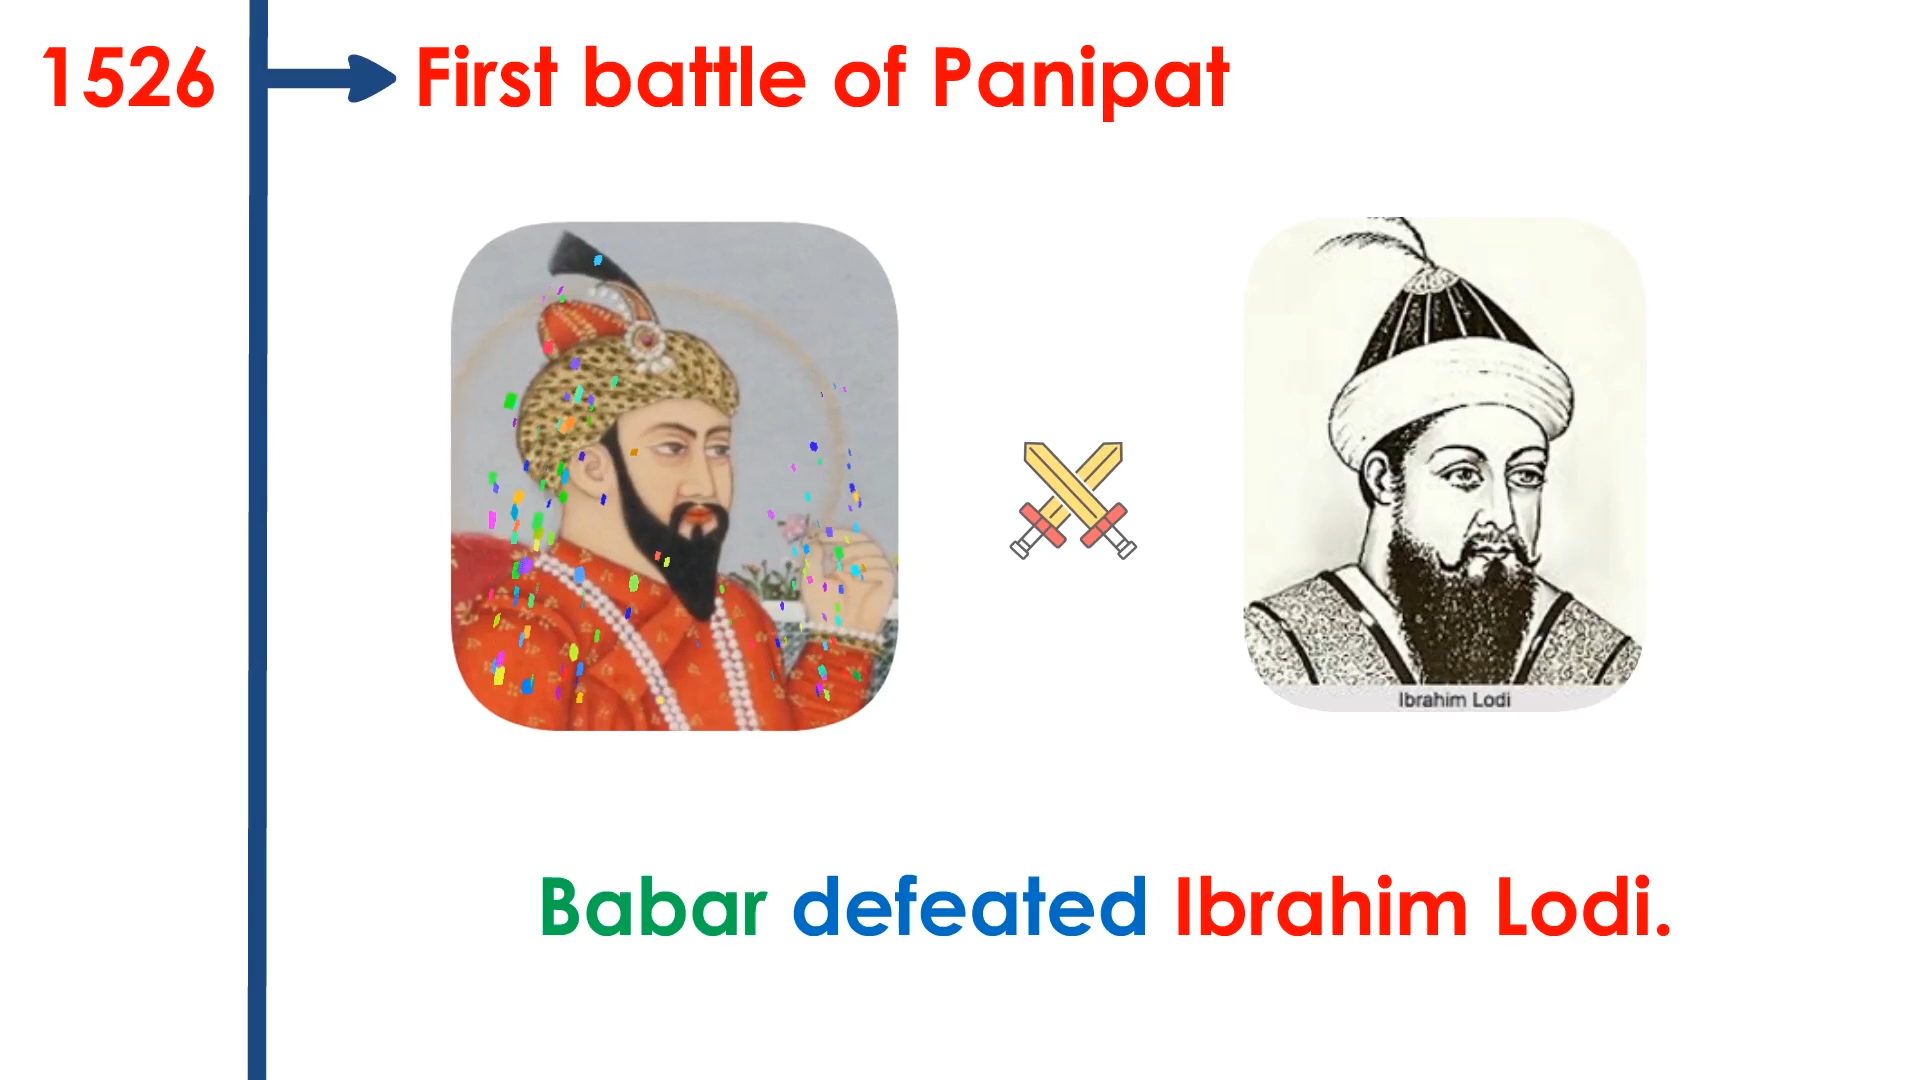 1526
First battle of Panipat
Ibrahim Lodi
Babar defeated Ibrahim Lodi.